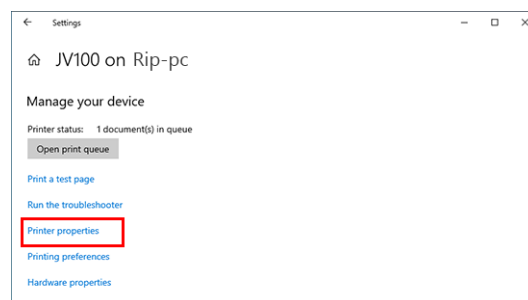 Settings
JV100 on Rip-pc
Manage your device
Printer status: 1 document(s) in queue
Open print queue
Print a test page
Run the troubleshooter
Printer properties
Printing preferences
Hardware properties